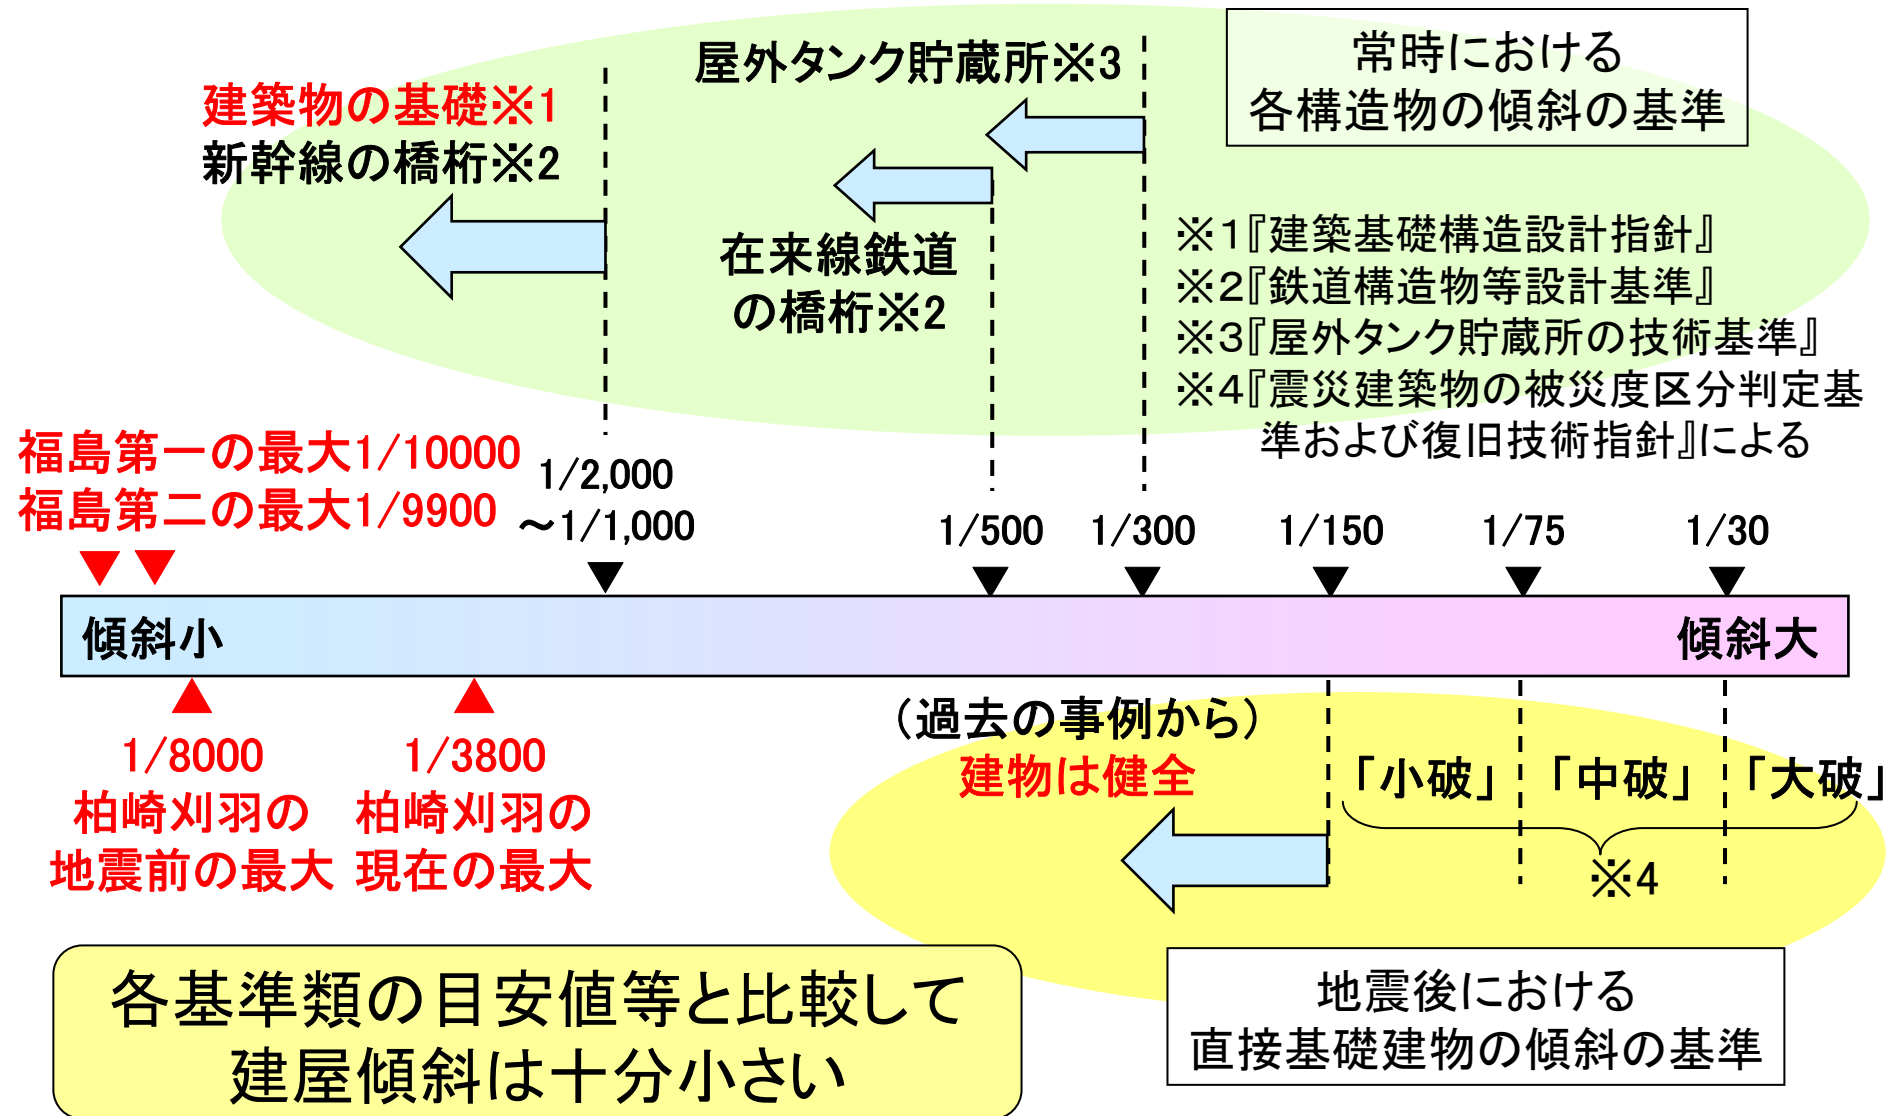 常時における
各構造物の傾斜の基準
屋外タンク貯蔵所※3
建築物の基礎※1
新幹線の橋桁※2
在来線鉄道
の橋桁※2
※1『建築基礎構造設計指針』
※2『鉄道構造物等設計基準』
※3『屋外タンク貯蔵所の技術基準』
※4『震災建築物の被災度区分判定基
準および復旧技術指針』による
福島第一の最大1/10000
福島第二の最大1/9900
1/2,000
～1/1,000
1/500
1/300
1/150
1/75
1/30
傾斜小
傾斜大
1/8000
柏崎刈羽の
地震前の最大
1/3800
柏崎刈羽の
現在の最大
（過去の事例から）
建物は健全
「小破」
「中破」
「大破」
※4
各基準類の目安値等と比較して
建屋傾斜は十分小さい
地震後における
直接基礎建物の傾斜の基準